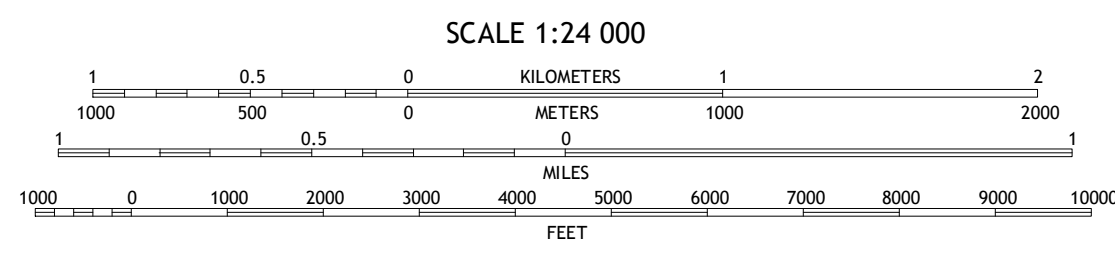 SCALE 1:24 000
1 0.5 0 KILOMETERS 1 2
1000 500 0 METERS 1000 2000
1 0.5 0 1
MILES
1000 0 1000 2000 3000 4000 5000 6000 7000 8000 9000 10000
FEET